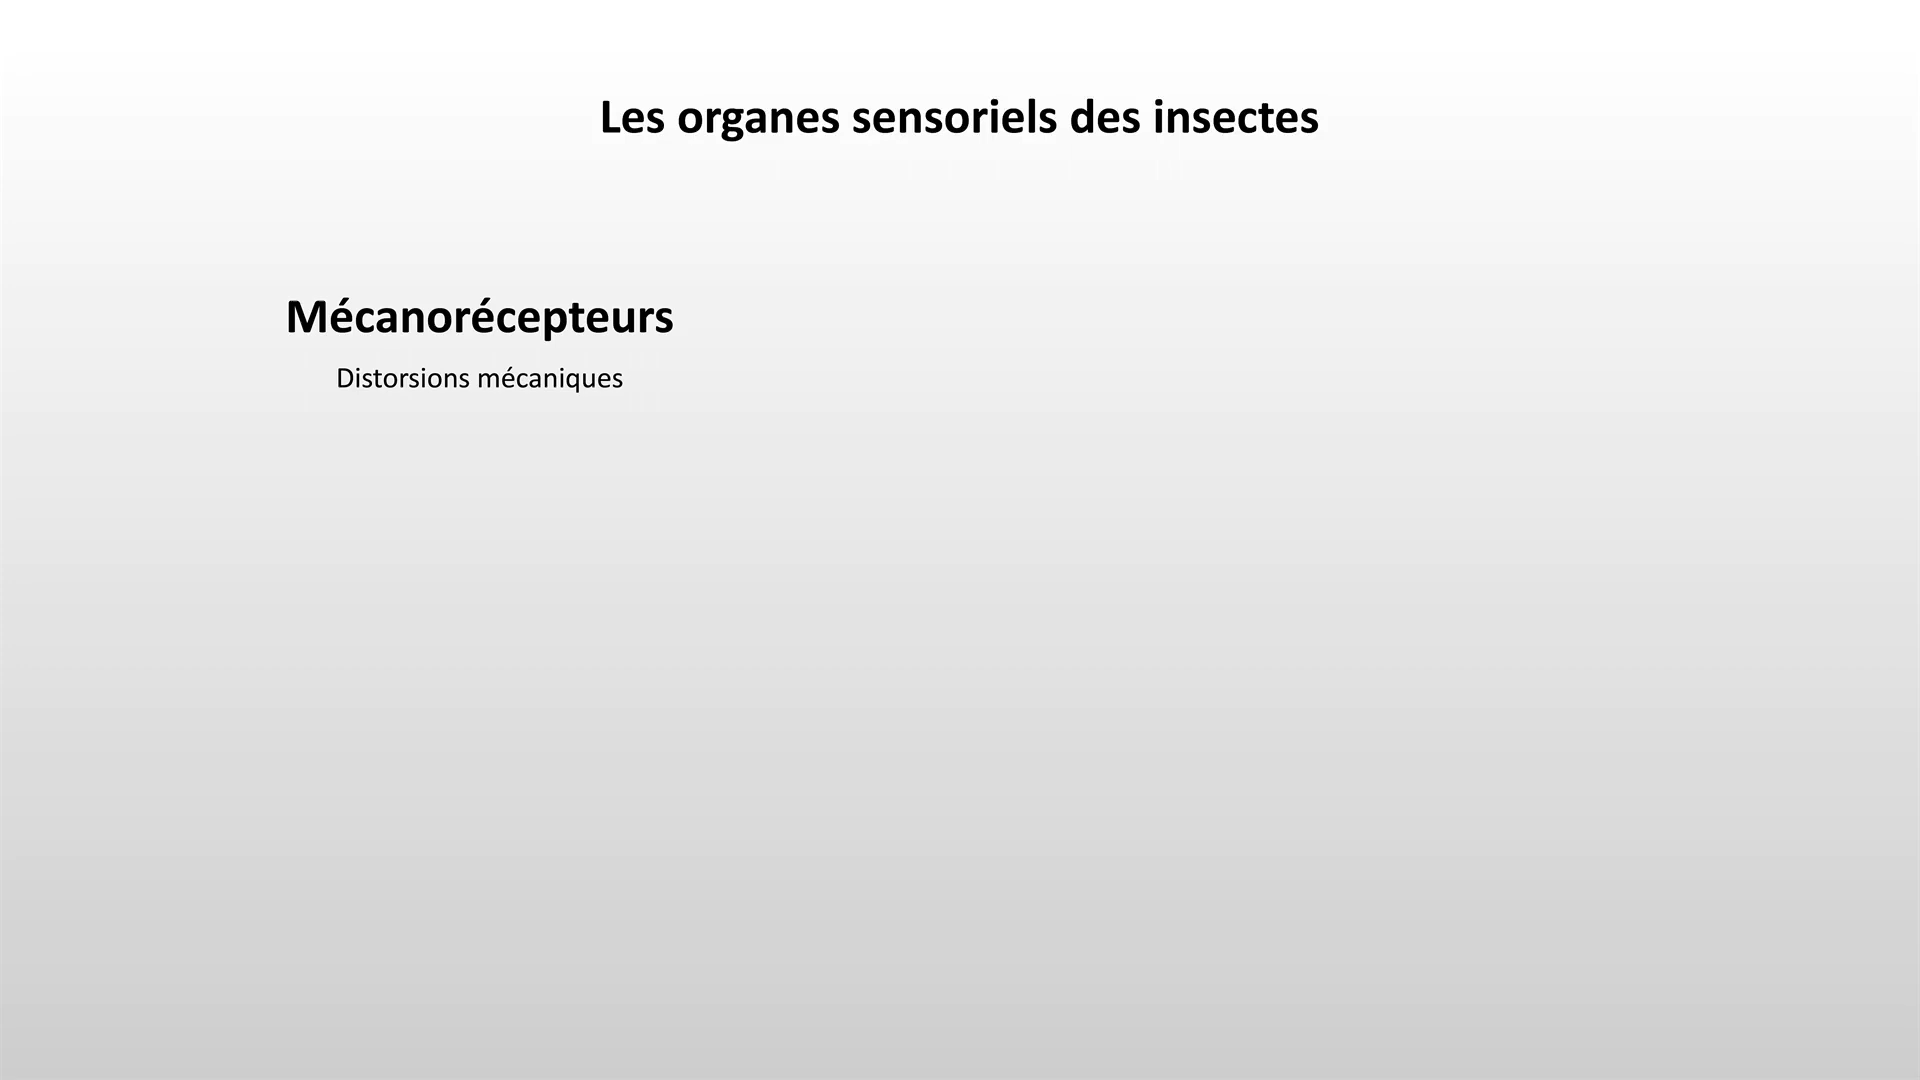 Les organes sensoriels des insectes
Mécanorécepteurs
Distorsions mécaniques